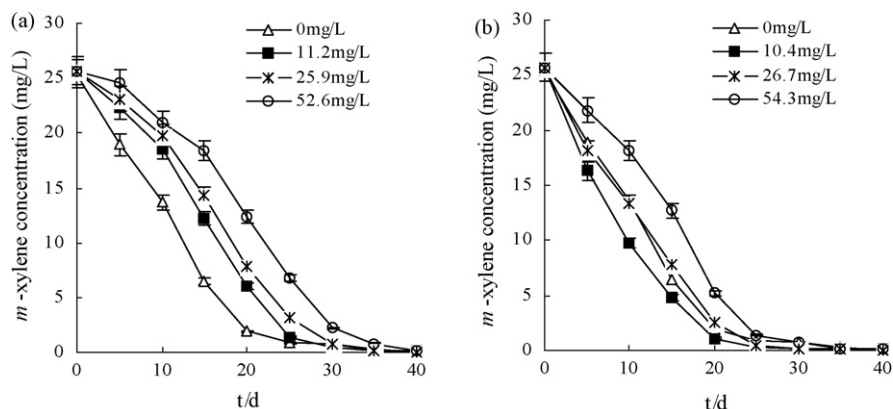 (a)
m -xylene concentration (mg/L)
30
25
20
15
10
5
0
0mg/L
11.2mg/L
25.9mg/L
52.6mg/L
0 10 20 30 40
t/d
(b)
m -xylene concentration (mg/L)
30
25
20
15
10
5
0
0mg/L
10.4mg/L
26.7mg/L
54.3mg/L
0 10 20 30 40
t/d